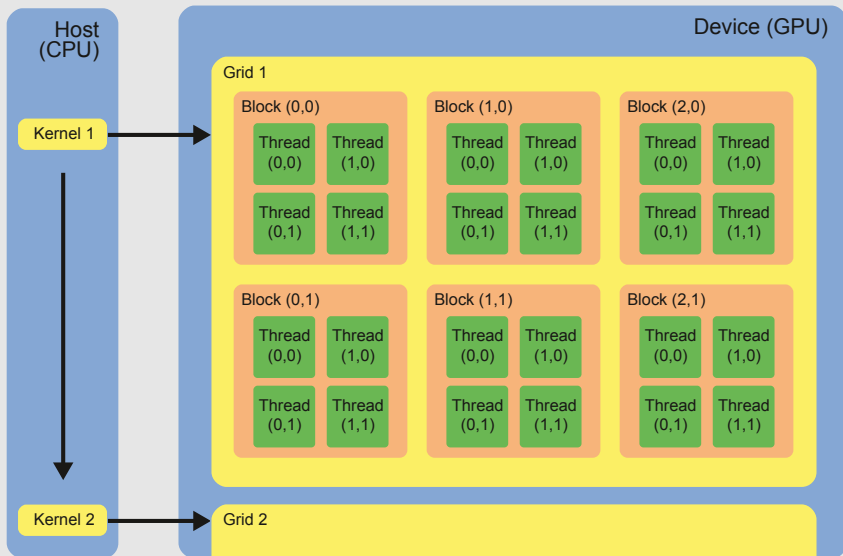 Host
(CPU)
Device (GPU)
Grid 1
Kernel 1
Block (0,0)
Thread
(0,0)
Thread
(1,0)
Thread
(0,1)
Thread
(1,1)
Block (1,0)
Thread
(0,0)
Thread
(1,0)
Thread
(0,1)
Thread
(1,1)
Block (2,0)
Thread
(0,0)
Thread
(1,0)
Thread
(0,1)
Thread
(1,1)
Block (0,1)
Thread
(0,0)
Thread
(1,0)
Thread
(0,1)
Thread
(1,1)
Block (1,1)
Thread
(0,0)
Thread
(1,0)
Thread
(0,1)
Thread
(1,1)
Block (2,1)
Thread
(0,0)
Thread
(1,0)
Thread
(0,1)
Thread
(1,1)
Kernel 2
Grid 2